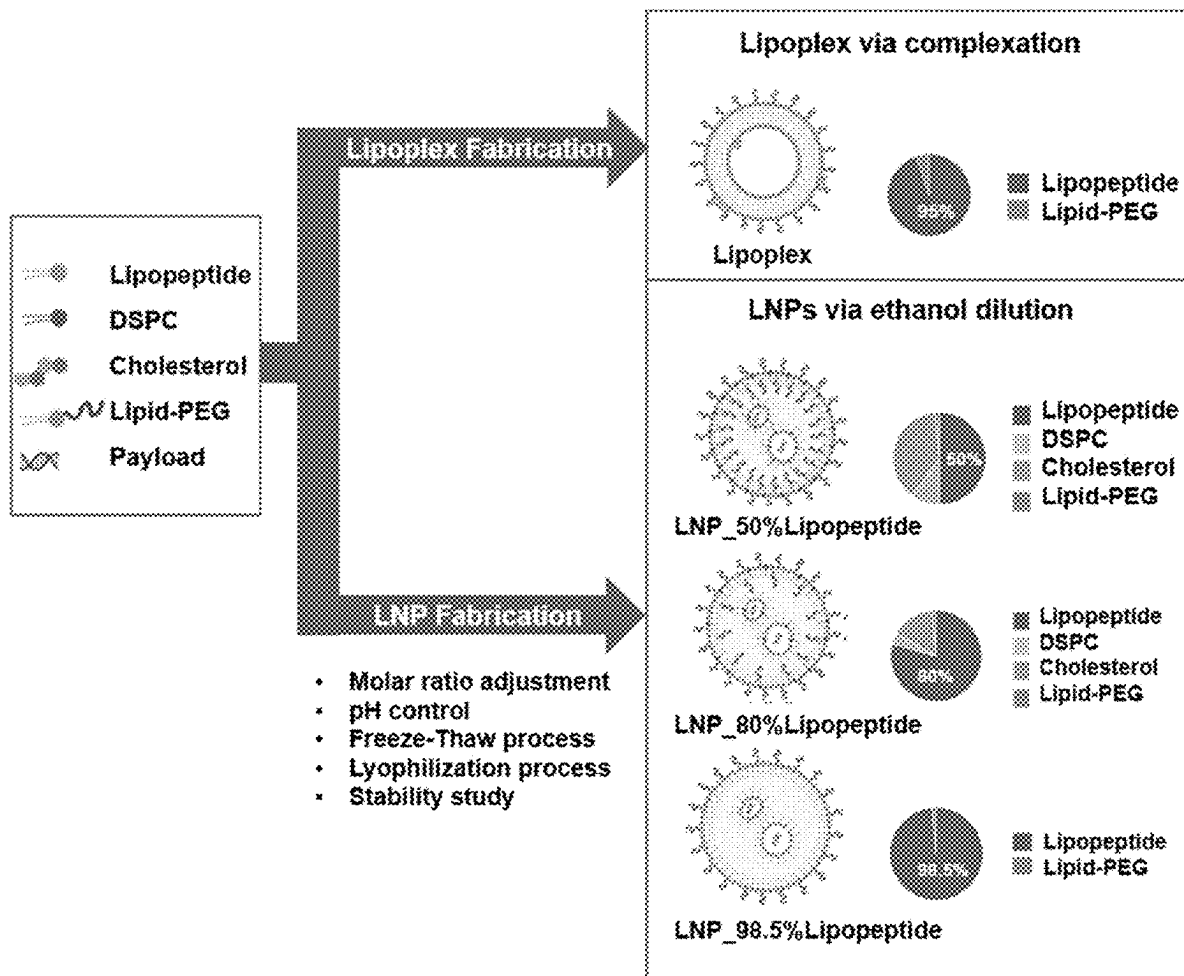 Lipoplex via complexation
Lipoplex Fabrication
Lipopeptide
Lipid-PEG
Lipoplex
Lipopeptide
DSPC
Cholesterol
Lipid-PEG
Payload
LNPs via ethanol dilution
Lipopeptide
DSPC
Cholesterol
Lipid-PEG
50%
LNP_50%Lipopeptide
LNP Fabrication
Lipopeptide
DSPC
Cholesterol
Lipid-PEG
80%
LNP_80%Lipopeptide
• Molar ratio adjustment
• pH control
• Freeze-Thaw process
• Lyophilization process
• Stability study
Lipopeptide
Lipid-PEG
98.5%
LNP_98.5%Lipopeptide